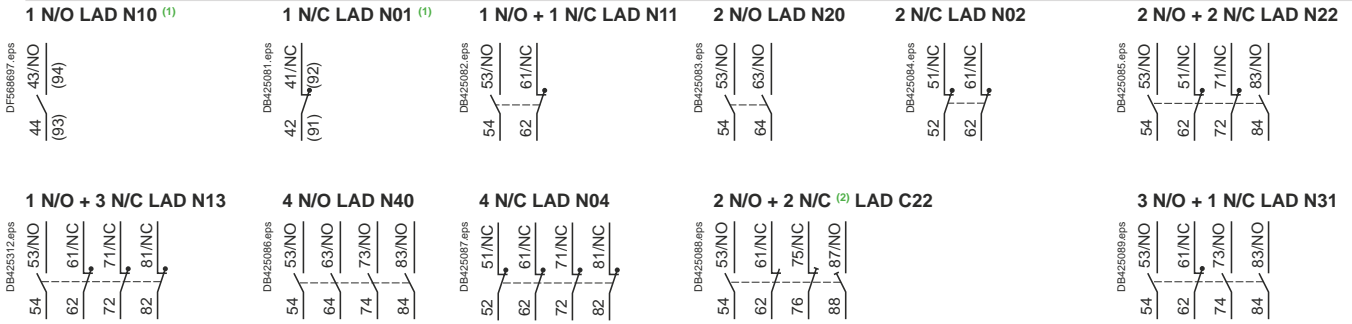 1 N/O LAD N10 (1)
DF568697.eps
43/NO
(94)
44
(93)
1 N/C LAD N01 (1)
DB425081.eps
41/NC
(92)
42
(91)
1 N/O + 1 N/C LAD N11
DB425082.eps
53/NO
61/NC
54
62
2 N/O LAD N20
DB425083.eps
53/NO
63/NO
54
64
2 N/C LAD N02
DB425084.eps
51/NC
61/NC
52
62
2 N/O + 2 N/C LAD N22
DB425085.eps
53/NO
51/NC
71/NC
83/NO
54
62
72
84
1 N/O + 3 N/C LAD N13
DB425312.eps
53/NO
61/NC
71/NC
81/NC
54
62
72
82
4 N/O LAD N40
DB425086.eps
53/NO
63/NO
73/NO
83/NO
54
64
74
84
4 N/C LAD N04
DB425087.eps
51/NC
61/NC
71/NC
81/NC
52
62
72
82
2 N/O + 2 N/C (2) LAD C22
DB425088.eps
53/NO
61/NC
75/NC
87/NO
54
62
76
88
3 N/O + 1 N/C LAD N31
DB425089.eps
53/NO
61/NC
73/NO
83/NO
54
62
74
84